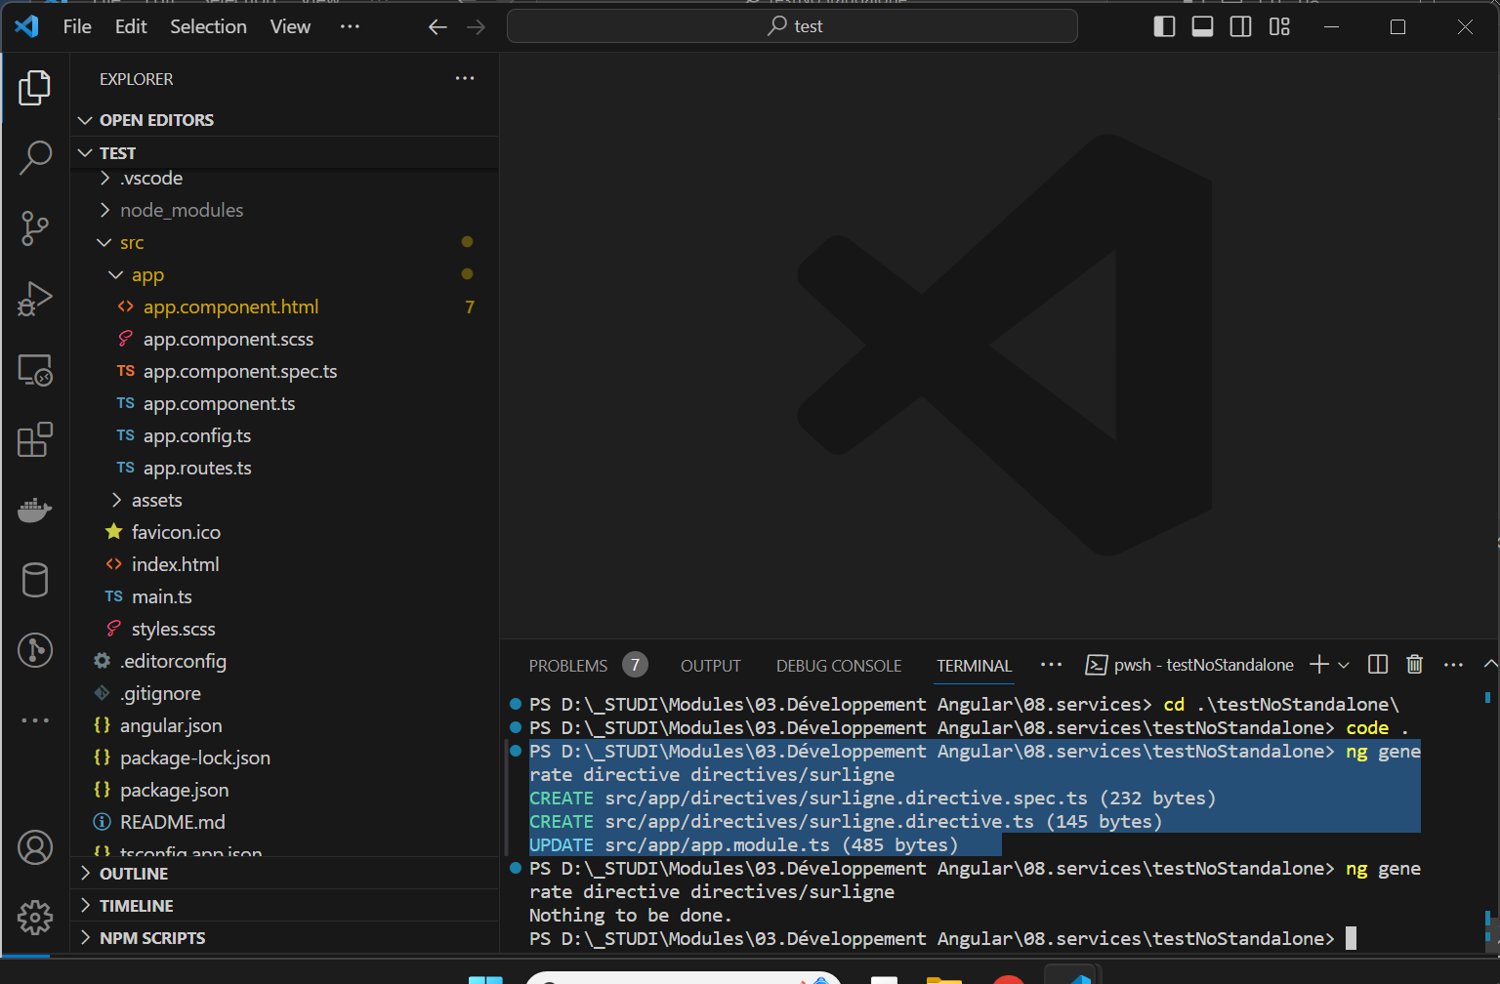 File Edit Selection View ··· test
EXPLORER ···
OPEN EDITORS
TEST
.vscode
node_modules
src
app
<> app.component.html 7
app.component.scss
TS app.component.spec.ts
TS app.component.ts
TS app.config.ts
TS app.routes.ts
assets
favicon.ico
<> index.html
TS main.ts
styles.scss
.editorconfig
.gitignore
{} angular.json
{} package-lock.json
{} package.json
README.md
{} tsconfig.app.json
OUTLINE
TIMELINE
NPM SCRIPTS
PROBLEMS 7 OUTPUT DEBUG CONSOLE TERMINAL ··· pwsh - testNoStandalone
PS D:\_STUDI\Modules\03.Développement Angular\08.services> cd .\testNoStandalone\
PS D:\_STUDI\Modules\03.Développement Angular\08.services\testNoStandalone> code .
PS D:\_STUDI\Modules\03.Développement Angular\08.services\testNoStandalone> ng gene
rate directive directives/surligne
CREATE src/app/directives/surligne.directive.spec.ts (232 bytes)
CREATE src/app/directives/surligne.directive.ts (145 bytes)
UPDATE src/app/app.module.ts (485 bytes)
PS D:\_STUDI\Modules\03.Développement Angular\08.services\testNoStandalone> ng gene
rate directive directives/surligne
Nothing to be done.
PS D:\_STUDI\Modules\03.Développement Angular\08.services\testNoStandalone>